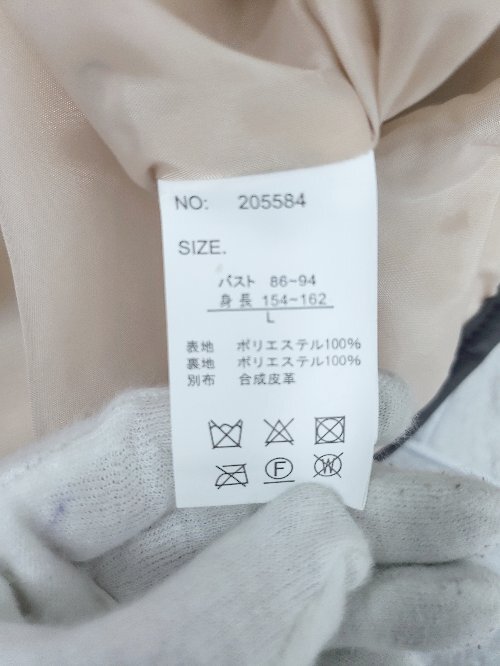 NO: 205584
SIZE.
バスト 86~94
身長 154~162
L
表地 ポリエステル100%
裏地 ポリエステル100%
別布 合成皮革
F W